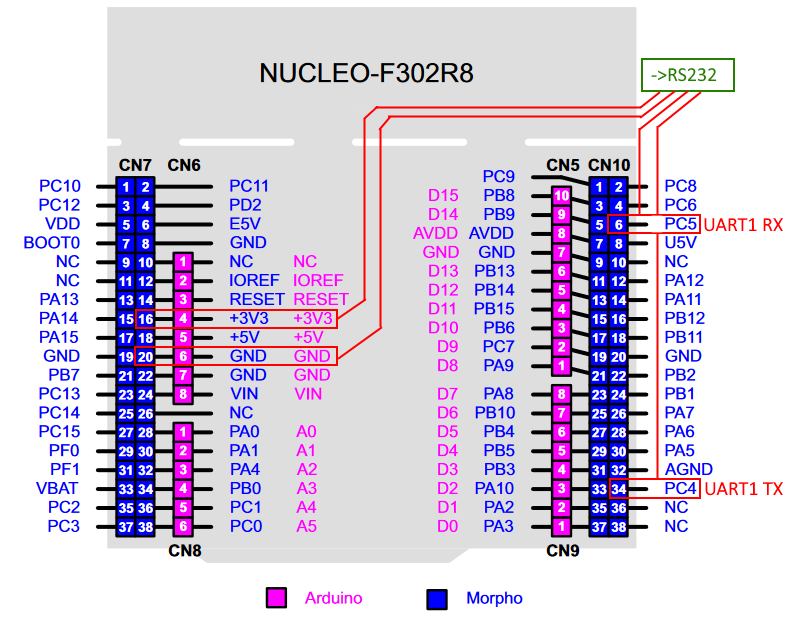 NUCLEO-F302R8
->RS232
CN7 CN6 CN5 CN10
PC9
PC10 1 2 PC11 1 2 PC8
PC12 3 4 PD2 D15 PB8 10 3 4 PC6
VDD 5 6 E5V D14 PB9 9 5 6 PC5 UART1 RX
BOOT0 7 8 GND AVDD AVDD 8 7 8 U5V
NC 9 10 1 NC NC GND GND 7 9 10 NC
NC 11 12 2 IOREF IOREF D13 PB13 6 11 12 PA12
PA13 13 14 3 RESET RESET D12 PB14 5 13 14 PA11
PA14 15 16 4 +3V3 +3V3 D11 PB15 4 15 16 PB12
PA15 17 18 5 +5V +5V D10 PB6 3 17 18 PB11
GND 19 20 6 GND GND D9 PC7 2 19 20 GND
PB7 21 22 7 GND GND D8 PA9 1 21 22 PB2
PC13 23 24 8 VIN VIN D7 PA8 8 23 24 PB1
PC14 25 26 NC D6 PB10 7 25 26 PA7
PC15 27 28 1 PA0 A0 D5 PB4 6 27 28 PA6
PF0 29 30 2 PA1 A1 D4 PB5 5 29 30 PA5
PF1 31 32 3 PA4 A2 D3 PB3 4 31 32 AGND
VBAT 33 34 4 PB0 A3 D2 PA10 3 33 34 PC4 UART1 TX
PC2 35 36 5 PC1 A4 D1 PA2 2 35 36 NC
PC3 37 38 6 PC0 A5 D0 PA3 1 37 38 NC
CN8 CN9
Arduino Morpho